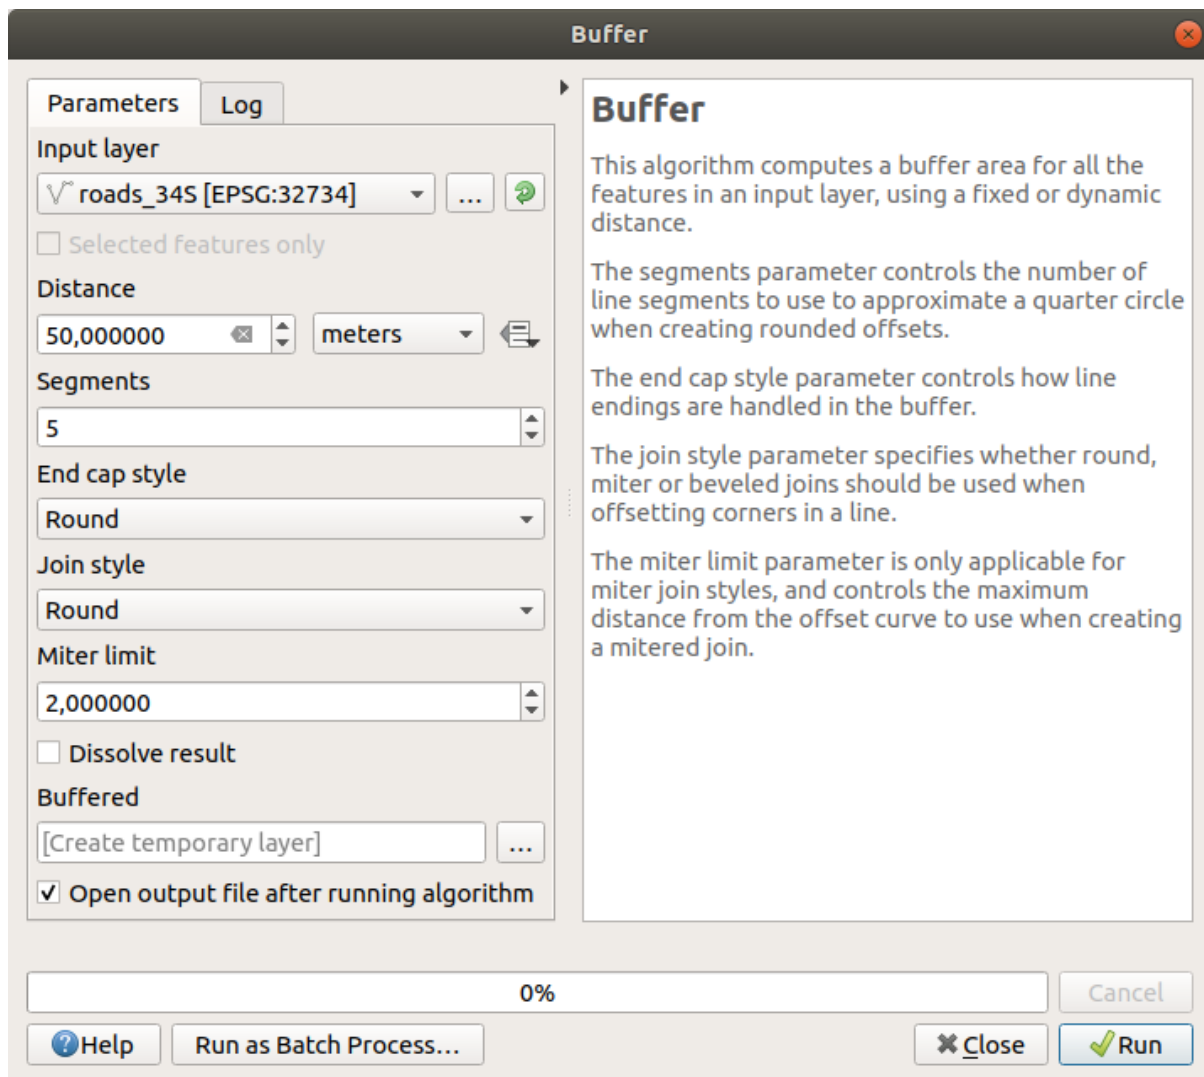 Buffer
Parameters
Log
Input layer
roads_34S [EPSG:32734]
...
Selected features only
Distance
50,000000
meters
Segments
5
End cap style
Round
Join style
Round
Miter limit
2,000000
Dissolve result
Buffered
[Create temporary layer]
...
Open output file after running algorithm
Buffer
This algorithm computes a buffer area for all the
features in an input layer, using a fixed or dynamic
distance.
The segments parameter controls the number of
line segments to use to approximate a quarter circle
when creating rounded offsets.
The end cap style parameter controls how line
endings are handled in the buffer.
The join style parameter specifies whether round,
miter or beveled joins should be used when
offsetting corners in a line.
The miter limit parameter is only applicable for
miter join styles, and controls the maximum
distance from the offset curve to use when creating
a mitered join.
0%
Cancel
?Help
Run as Batch Process...
Close
Run